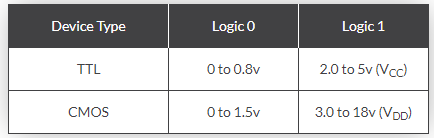 Device Type Logic 0 Logic 1
TTL 0 to 0.8v 2.0 to 5v (VCC)
CMOS 0 to 1.5v 3.0 to 18v (VDD)